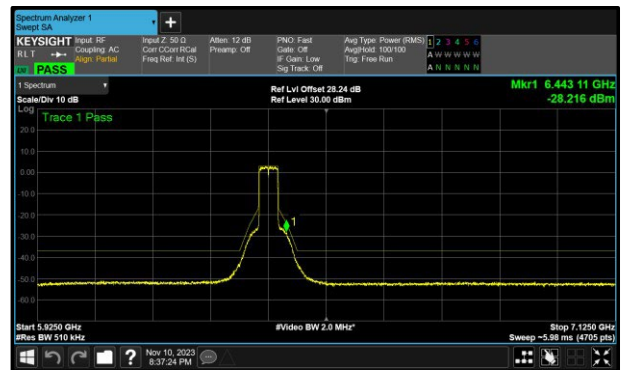 Spectrum Analyzer 1
Swept SA
+
KEYSIGHT
RLT
LXI
PASS
Input: RF
Coupling: AC
Align: Partial
Input Z: 50 Ω
Corr CCorr RCal
Freq Ref: Int (S)
Atten: 12 dB
Preamp: Off
PNO: Fast
Gate: Off
IF Gain: Low
Sig Track: Off
Avg Type: Power (RMS)
Avg|Hold: 100/100
Trig: Free Run
1 2 3 4 5 6
A W W W W W
A N N N N N
1 Spectrum
Scale/Div 10 dB
Ref Lvl Offset 28.24 dB
Ref Level 30.00 dBm
Mkr1 6.443 11 GHz
-28.216 dBm
Log
Trace 1 Pass
20.0
10.0
0.00
-10.0
-20.0
-30.0
-40.0
-50.0
-60.0
1
Start 5.9250 GHz
#Res BW 510 kHz
#Video BW 2.0 MHz*
Stop 7.1250 GHz
Sweep ~5.98 ms (4705 pts)
?
Nov 10, 2023
8:37:24 PM